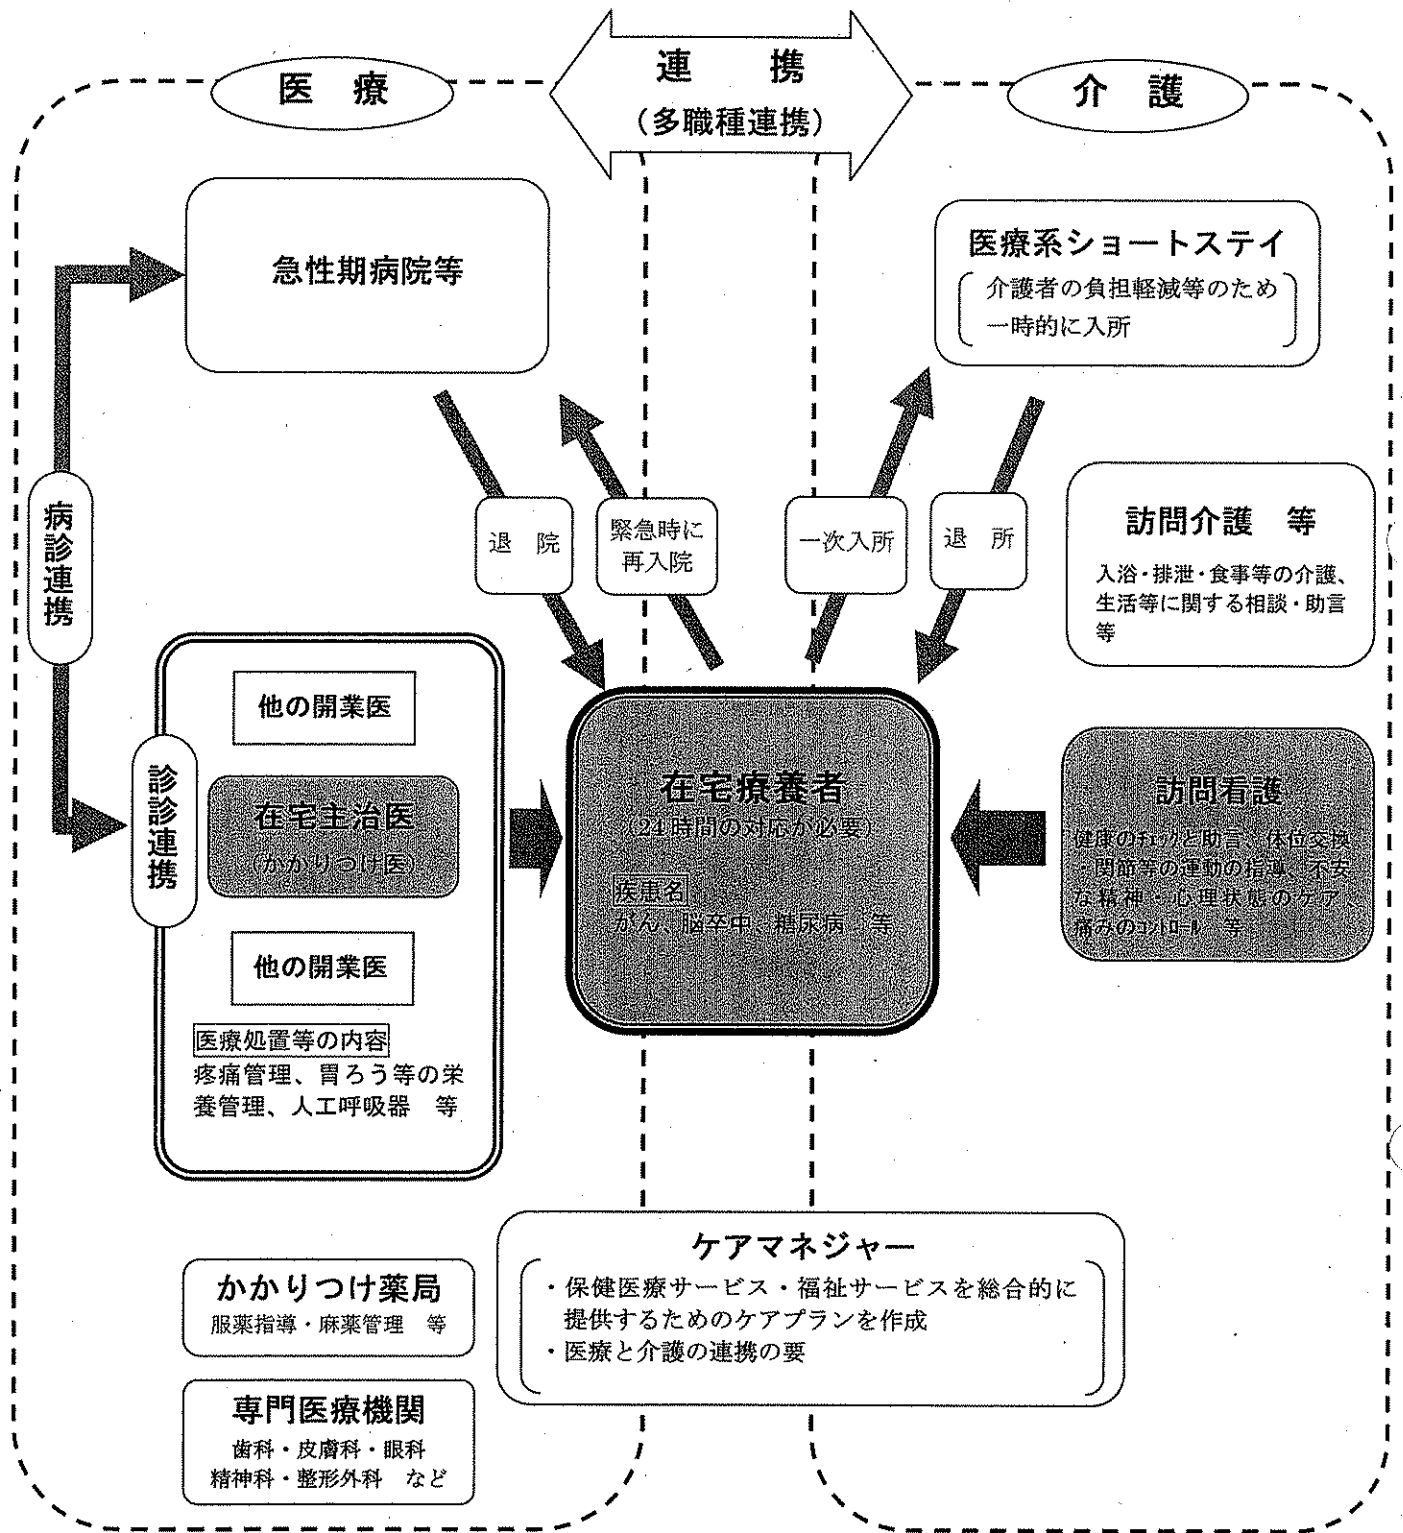 医　療
連　　携
（多職種連携）
介　護
急性期病院等
医療系ショートステイ
介護者の負担軽減等のため
一時的に入所
病診連携
退　院
緊急時に
再入院
一次入所
退　所
訪問介護　等
入浴・排泄・食事等の介護、
生活等に関する相談・助言
等
他の開業医
診診連携
在宅主治医
（かかりつけ医）
他の開業医
医療処置等の内容
疼痛管理、胃ろう等の栄
養管理、人工呼吸器　等
在宅療養者
（24時間の対応が必要）
疾患名
がん、脳卒中、糖尿病　等
訪問看護
健康のﾁｪｯｸと助言、体位交換
・関節等の運動の指導、不安
な精神・心理状態のケア、
痛みのｺﾝﾄﾛｰﾙ　等
ケアマネジャー
・保健医療サービス・福祉サービスを総合的に
提供するためのケアプランを作成
・医療と介護の連携の要
かかりつけ薬局
服薬指導・麻薬管理　等
専門医療機関
歯科・皮膚科・眼科
精神科・整形外科　など